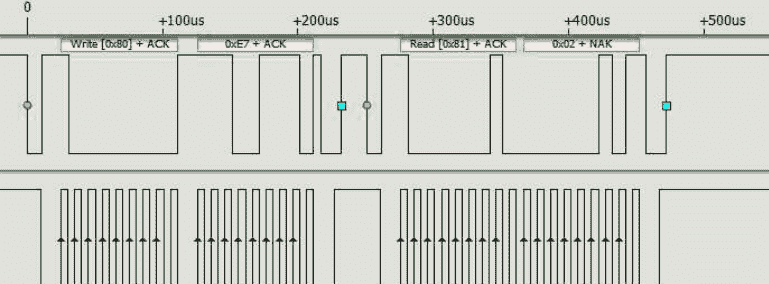 0
+100us +200us +300us +400us +500us
Write [0x80] + ACK 0xE7 + ACK Read [0x81] + ACK 0x02 + NAK